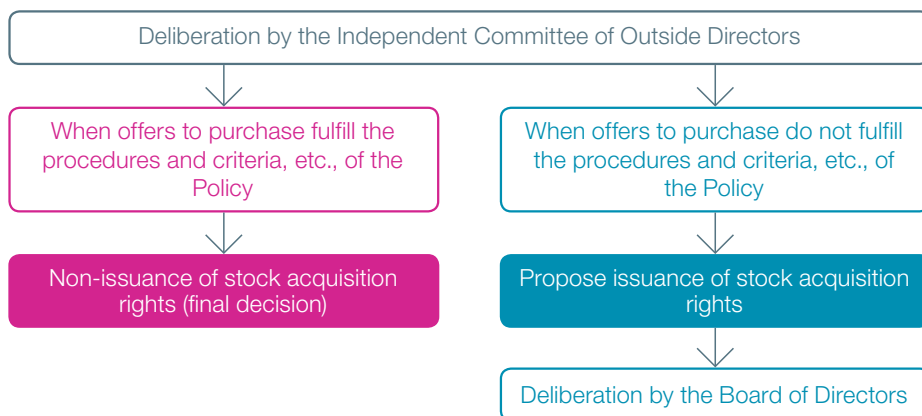 Deliberation by the Independent Committee of Outside Directors
When offers to purchase fulfill the
procedures and criteria, etc., of the
Policy
When offers to purchase do not fulfill
the procedures and criteria, etc., of
the Policy
Non-issuance of stock acquisition
rights (final decision)
Propose issuance of stock acquisition
rights
Deliberation by the Board of Directors